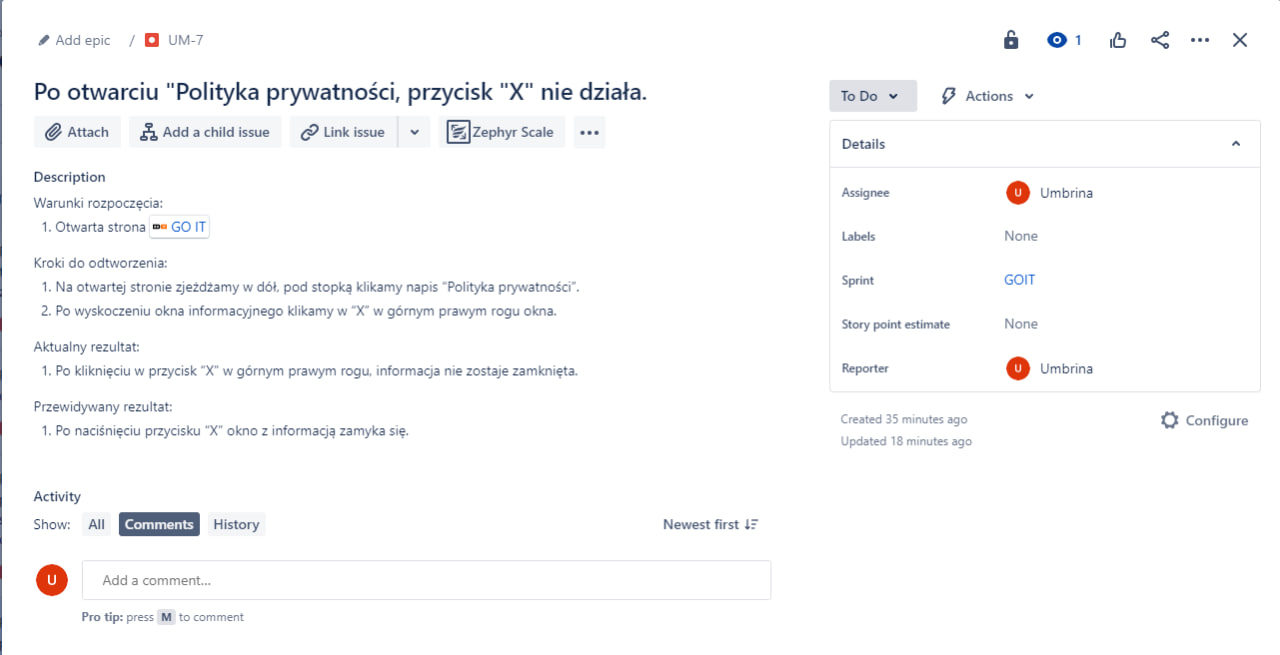 Add epic / UM-7
1
Po otwarciu "Polityka prywatności, przycisk "X" nie działa.
To Do
Actions
Attach
Add a child issue
Link issue
Zephyr Scale
Details
Description
Warunki rozpoczęcia:
1. Otwarta strona GO IT
Kroki do odtworzenia:
1. Na otwartej stronie zjeżdżamy w dół, pod stopką klikamy napis "Polityka prywatności".
2. Po wyskoczeniu okna informacyjnego klikamy w "X" w górnym prawym rogu okna.
Aktualny rezultat:
1. Po kliknięciu w przycisk "X" w górnym prawym rogu, informacja nie zostaje zamknięta.
Przewidywany rezultat:
1. Po naciśnięciu przycisku "X" okno z informacją zamyka się.
Assignee U Umbrina
Labels None
Sprint GOIT
Story point estimate None
Reporter U Umbrina
Created 35 minutes ago
Updated 18 minutes ago
Configure
Activity
Show: All Comments History
Newest first
U
Add a comment...
Pro tip: press M to comment